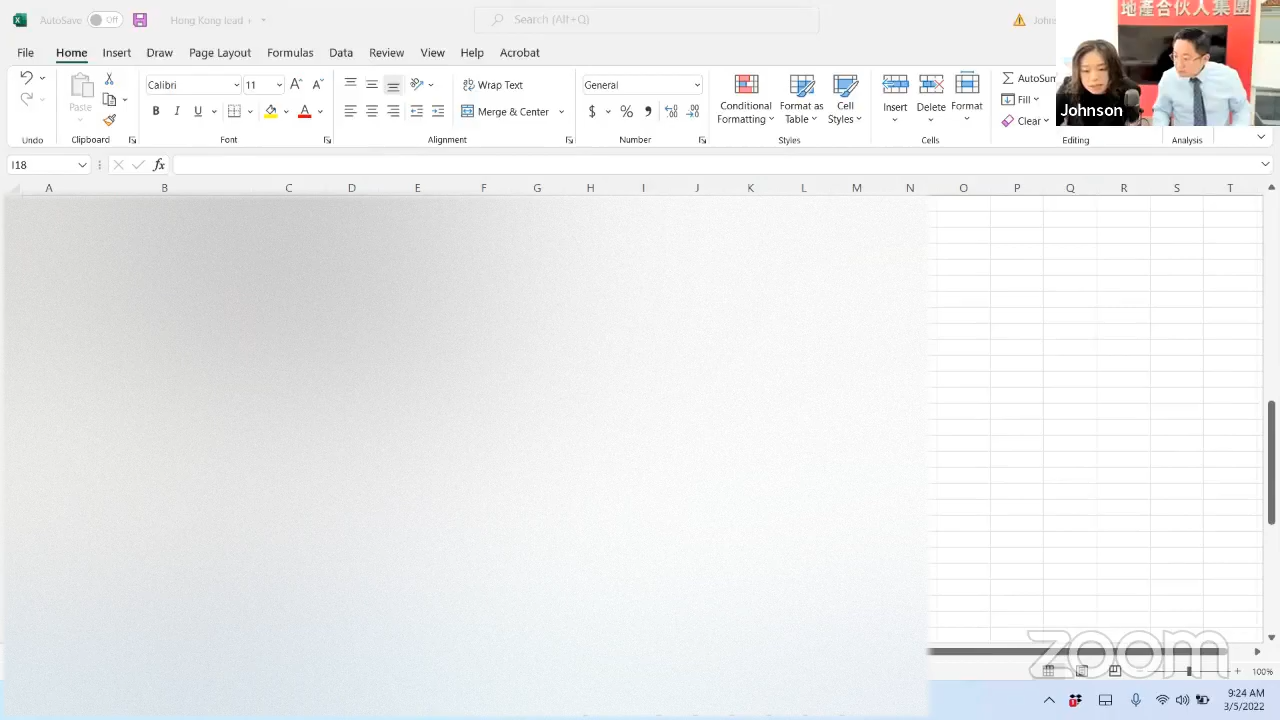 AutoSave Off Hong Kong lead Search (Alt+Q) Johns
地產合伙人集團
File Home Insert Draw Page Layout Formulas Data Review View Help Acrobat
Paste Calibri 11 Wrap Text General Conditional Formatting Format as Table Cell Styles Insert Delete Format AutoSum
B I U Merge & Center $ % Fill
Clear
Johnson
Undo Clipboard Font Alignment Number Styles Cells Editing Analysis
I18 fx
A B C D E F G H I J K L M N O P Q R S T
zoom
100%
9:24 AM
3/5/2022